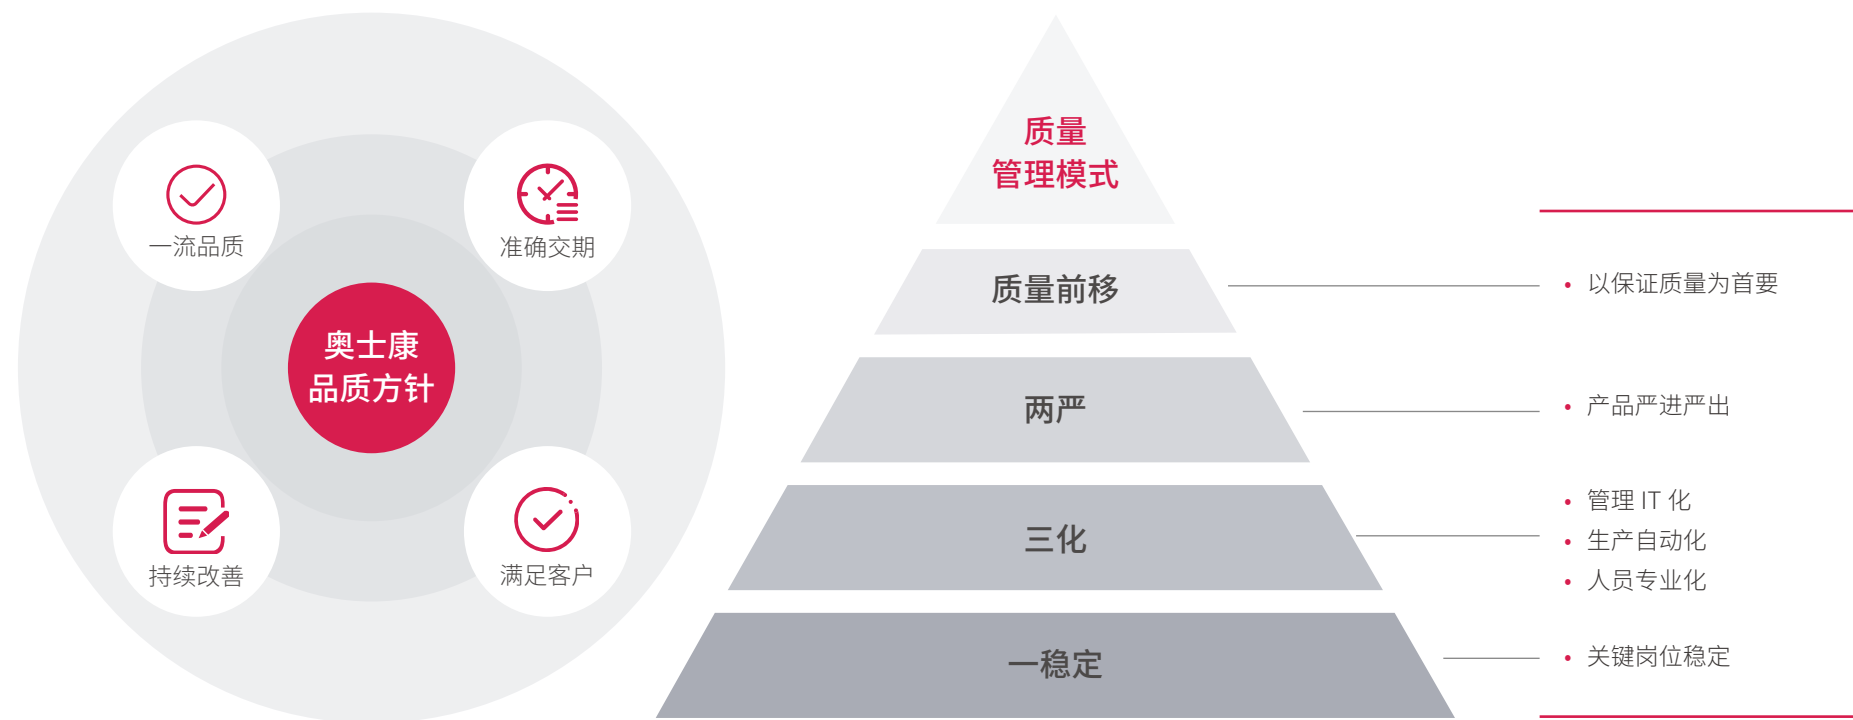 一流品质
准确交期
奥士康
品质方针
持续改善
满足客户
质量
管理模式
质量前移
以保证质量为首要
两严
产品严进严出
三化
管理 IT 化
生产自动化
人员专业化
一稳定
关键岗位稳定